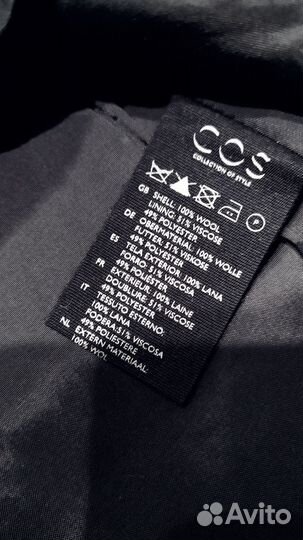 COS
COLLECTION OF STYLE
GB SHELL: 100% WOOL
LINING: 51% VISCOSE
49% POLYESTER
DE OBERMATERIAL: 100% WOLLE
FUTTER: 51% VISKOSE
49% POLYESTER
ES TELA EXTERIOR: 100% LANA
FORRO: 51% VISCOSA
49% POLIESTER
FR EXTERIEUR: 100% LAINE
DOUBLURE: 51% VISCOSE
49% POLYESTER
IT TESSUTO ESTERNO:
100% LANA
FODERA: 51% VISCOSA
49% POLIESTERE
NL EXTERN MATERIAAL:
100% WOL
Avito